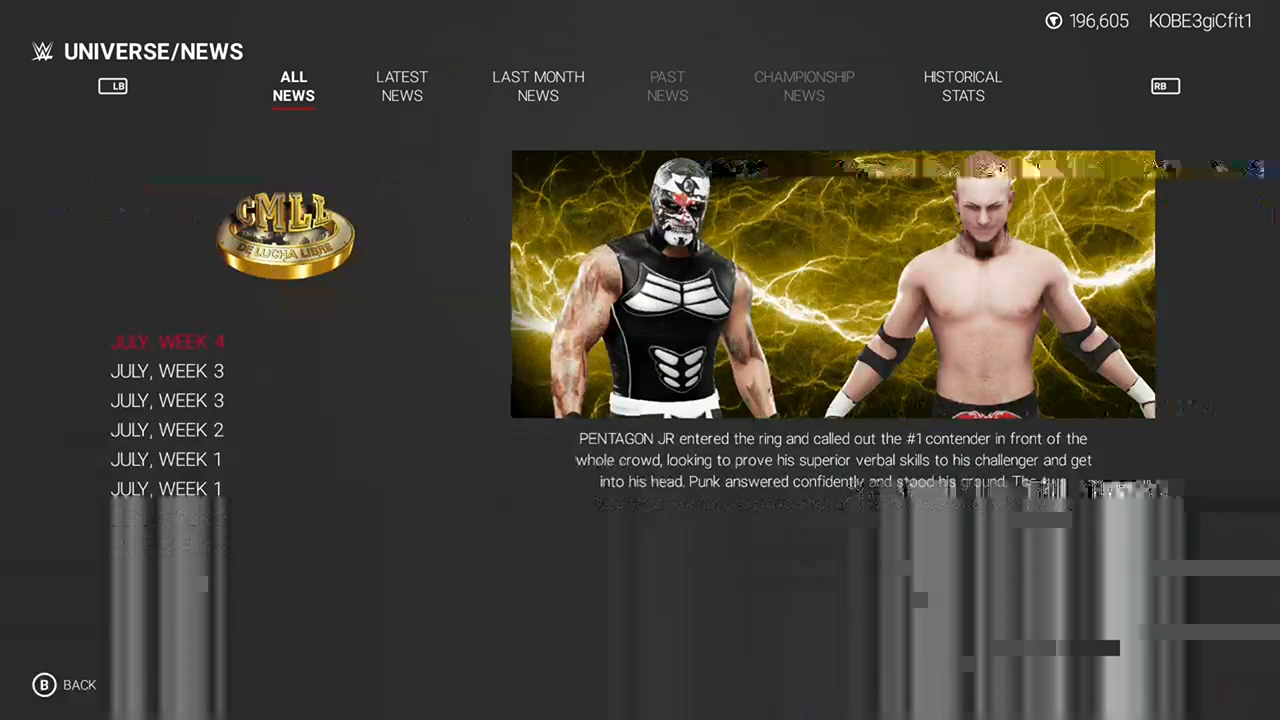 196,605 KOBE3giCfit1
UNIVERSE/NEWS
LB
ALL
NEWS
LATEST
NEWS
LAST MONTH
NEWS
PAST
NEWS
CHAMPIONSHIP
NEWS
HISTORICAL
STATS
RB
CMLL
DE LUCHA LIBRE
JULY, WEEK 4
JULY, WEEK 3
JULY, WEEK 3
JULY, WEEK 2
JULY, WEEK 1
JULY, WEEK 1
PENTAGON JR entered the ring and called out the #1 contender in front of the
whole crowd, looking to prove his superior verbal skills to his challenger and get
into his head. Punk answered confidently and stood his ground. The two
B BACK